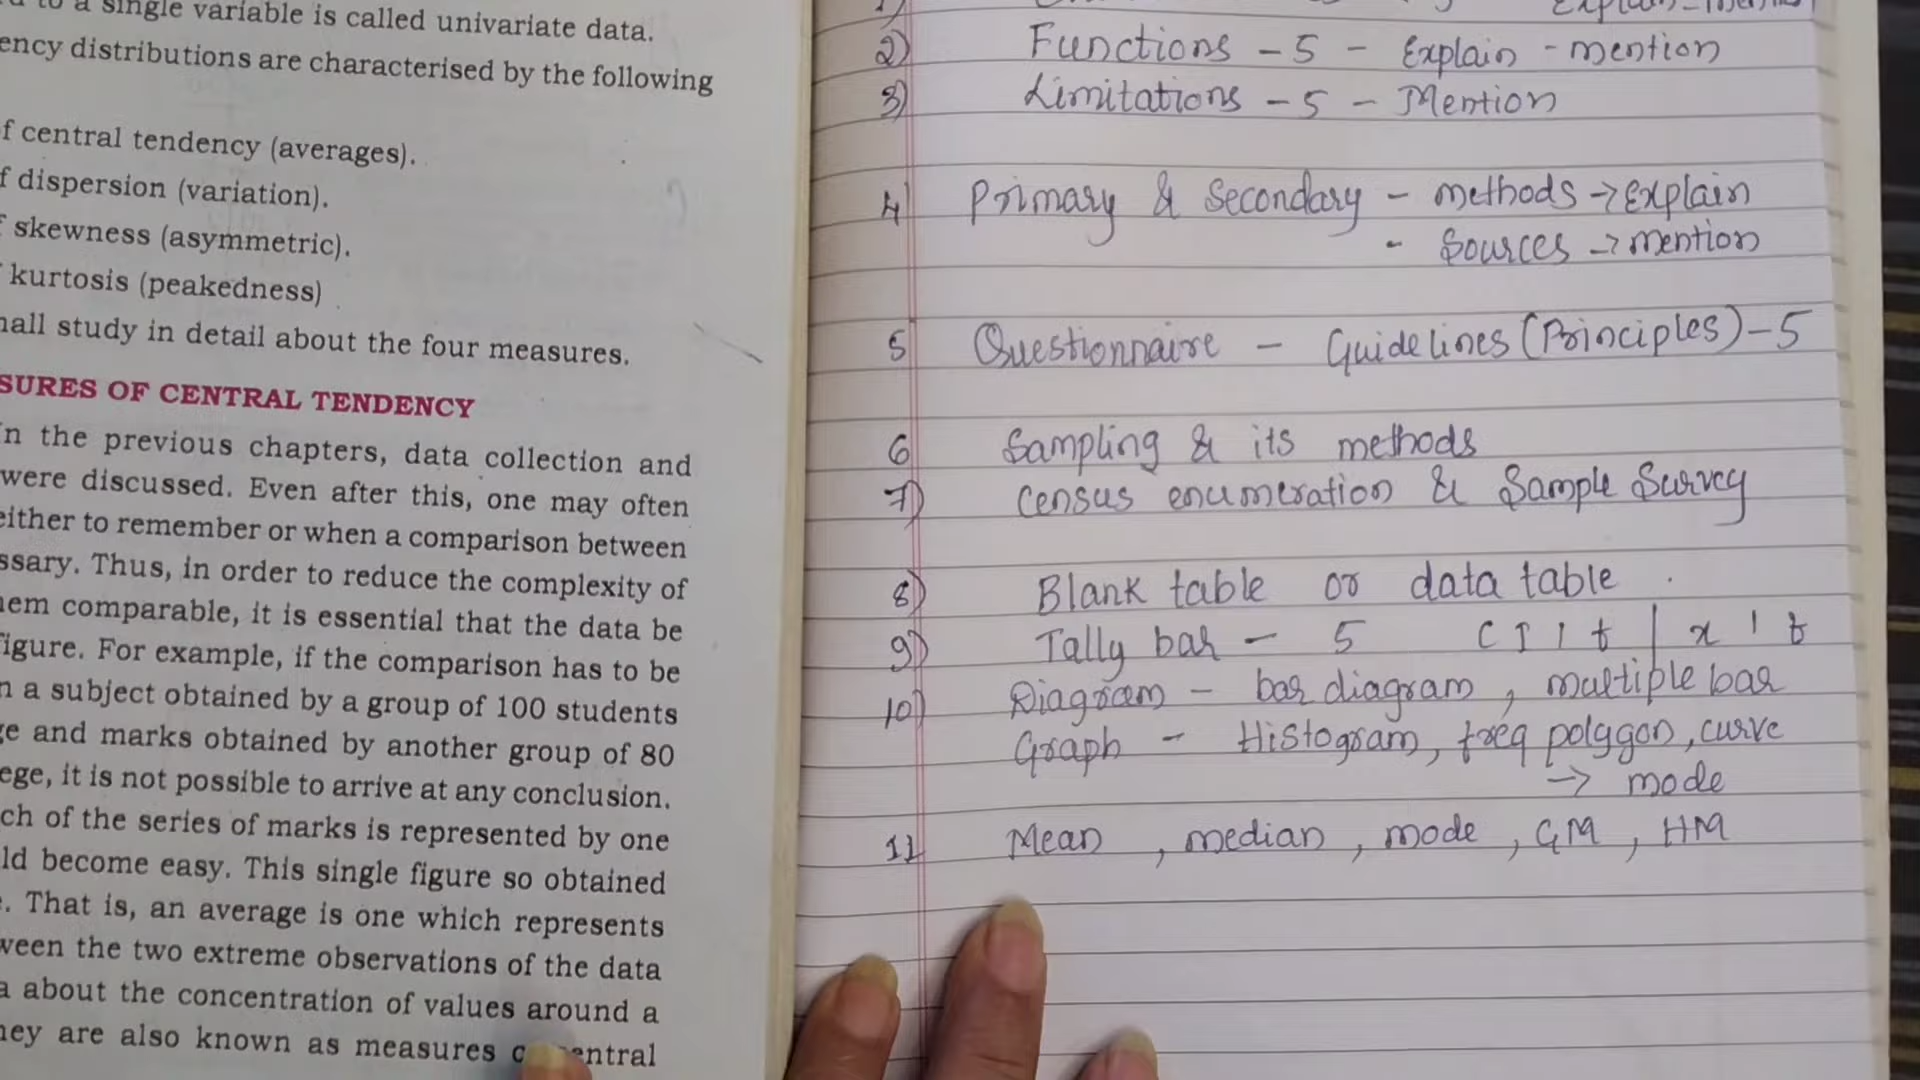 to a single variable is called univariate data.
ency distributions are characterised by the following
f central tendency (averages).
f dispersion (variation).
f skewness (asymmetric).
kurtosis (peakedness)
hall study in detail about the four measures.
SURES OF CENTRAL TENDENCY
n the previous chapters, data collection and
were discussed. Even after this, one may often
either to remember or when a comparison between
ssary. Thus, in order to reduce the complexity of
hem comparable, it is essential that the data be
figure. For example, if the comparison has to be
n a subject obtained by a group of 100 students
ge and marks obtained by another group of 80
ege, it is not possible to arrive at any conclusion.
ch of the series of marks is represented by one
ld become easy. This single figure so obtained
. That is, an average is one which represents
ween the two extreme observations of the data
a about the concentration of values around a
hey are also known as measures entral
1) Explain
2) Functions - 5 - Explain - mention
3) Limitations - 5 - Mention
4) Primary & Secondary - methods → Explain
- Sources → mention
5) Questionnaire - Guidelines (Principles) - 5
6) Sampling & its methods
7) Census enumeration & Sample Survey
8) Blank table or data table .
9) Tally bar - 5 C I | f | x | f
10) Diagram - bar diagram , multiple bar
Graph - Histogram, freq polygon, curve
→ mode
11) Mean , median , mode , GM , HM